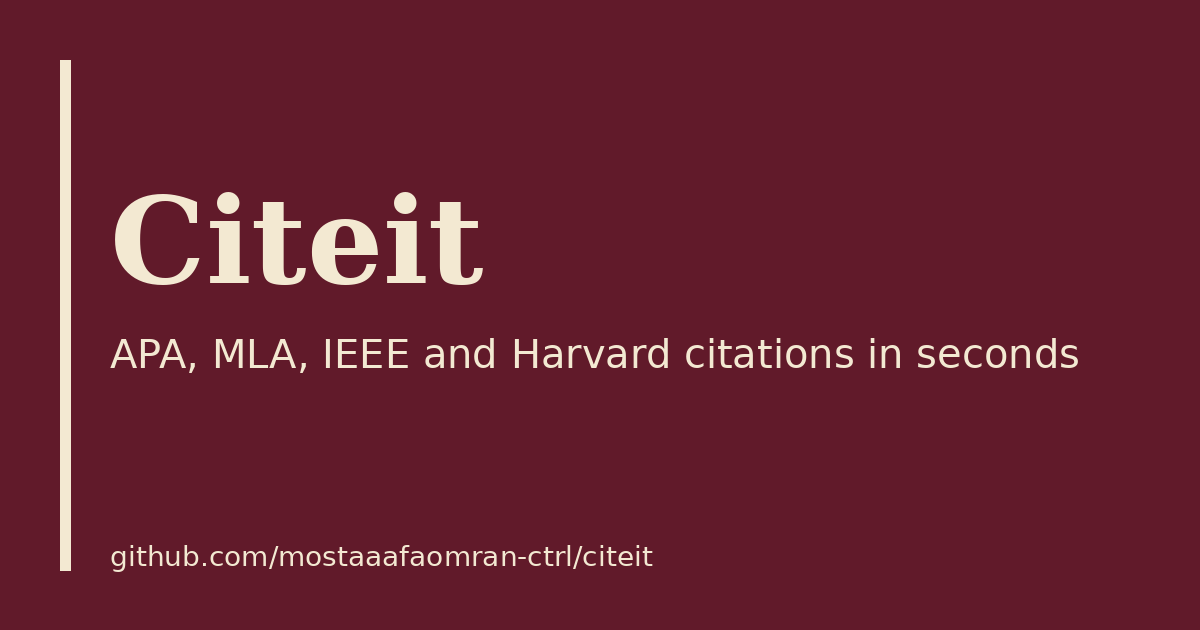 Citeit
APA, MLA, IEEE and Harvard citations in seconds
github.com/mostaaafaomran-ctrl/citeit